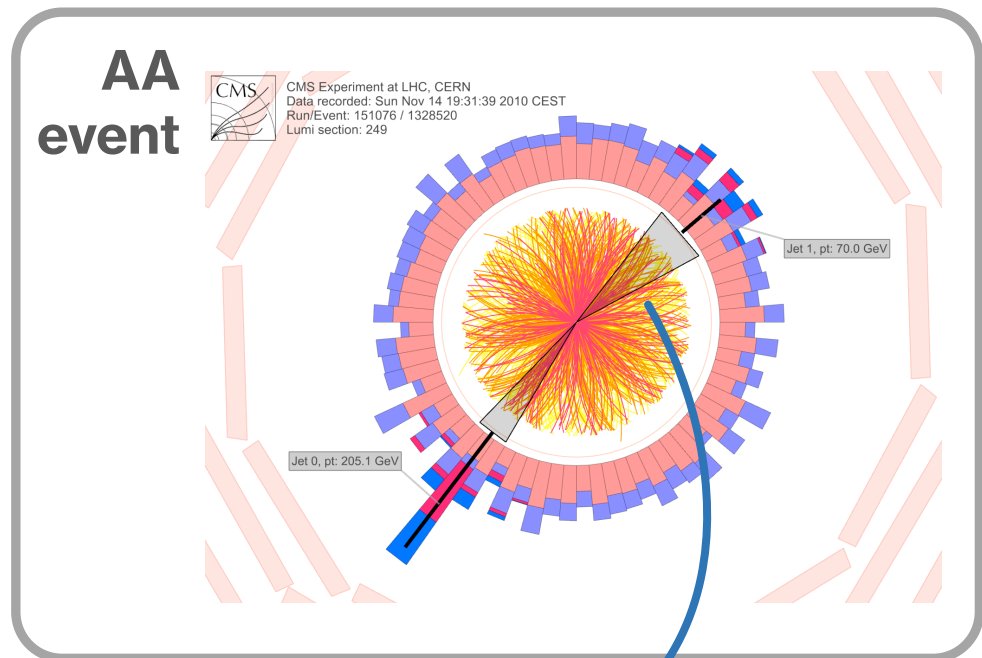 AA
event
CMS
CMS Experiment at LHC, CERN
Data recorded: Sun Nov 14 19:31:39 2010 CEST
Run/Event: 151076 / 1328520
Lumi section: 249
Jet 1, pt: 70.0 GeV
Jet 0, pt: 205.1 GeV